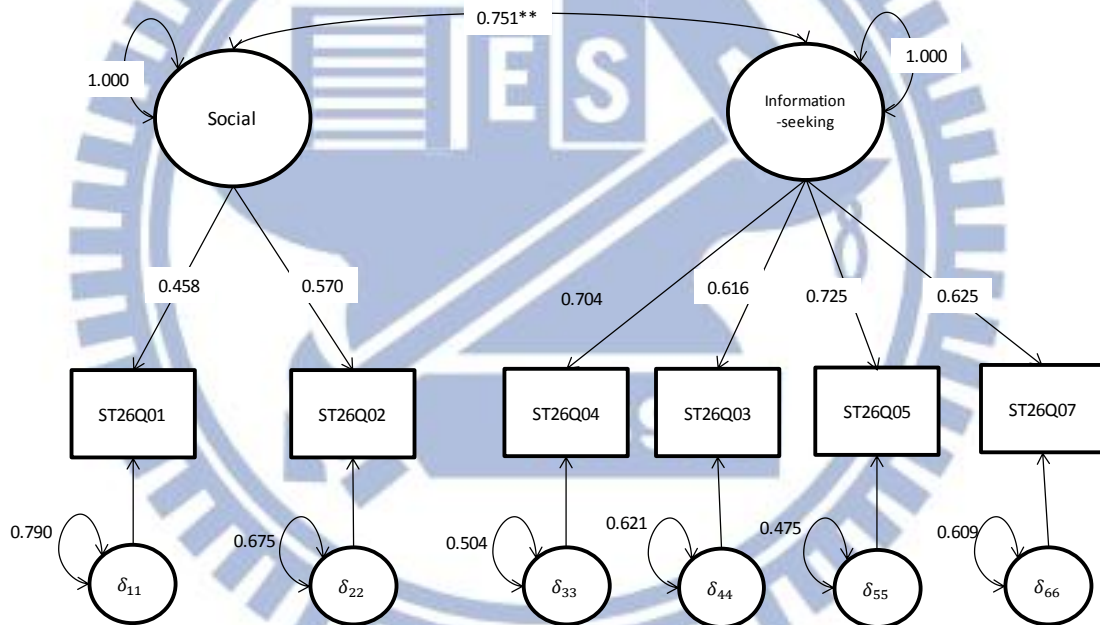 0.751**
1.000
1.000
E S
Social
Information
-seeking
0.458
0.570
0.704
0.616
0.725
0.625
ST26Q01
ST26Q02
ST26Q04
ST26Q03
ST26Q05
ST26Q07
0.790
0.675
0.504
0.621
0.475
0.609
δ₁₁
δ₂₂
δ₃₃
δ₄₄
δ₅₅
δ₆₆